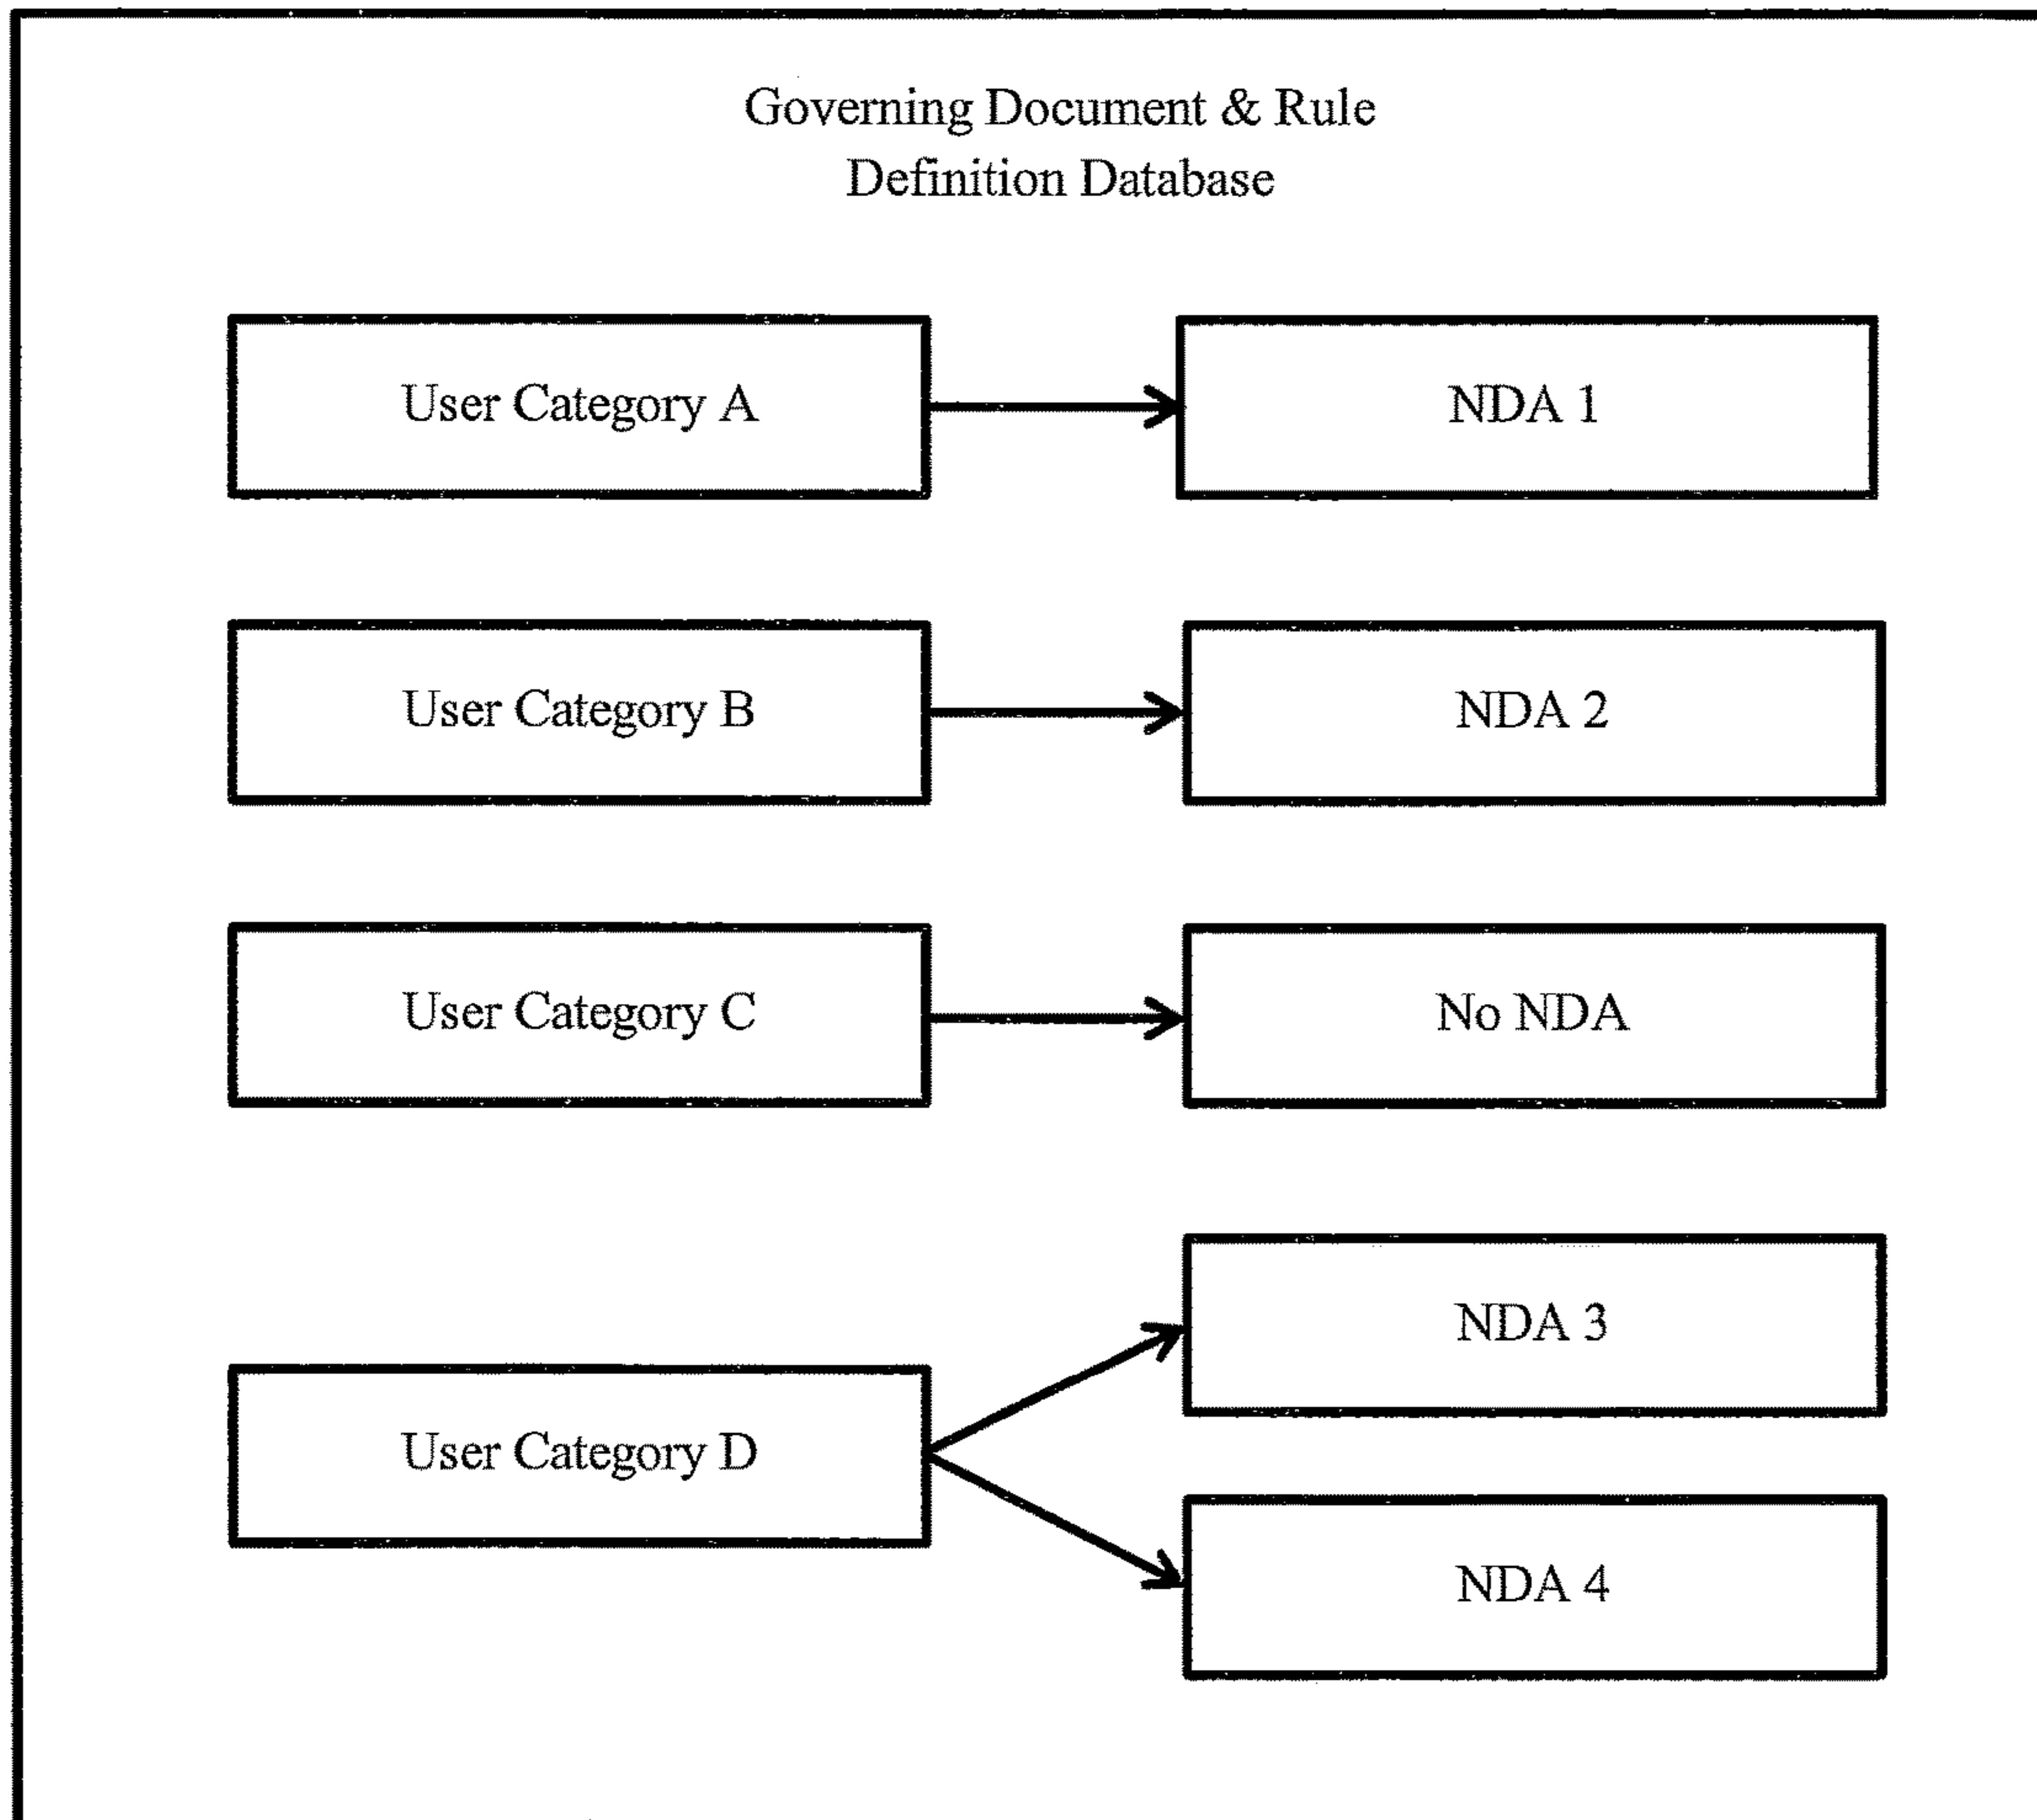 Governing Document & Rule
Definition Database
User Category A
NDA 1
User Category B
NDA 2
User Category C
No NDA
NDA 3
User Category D
NDA 4